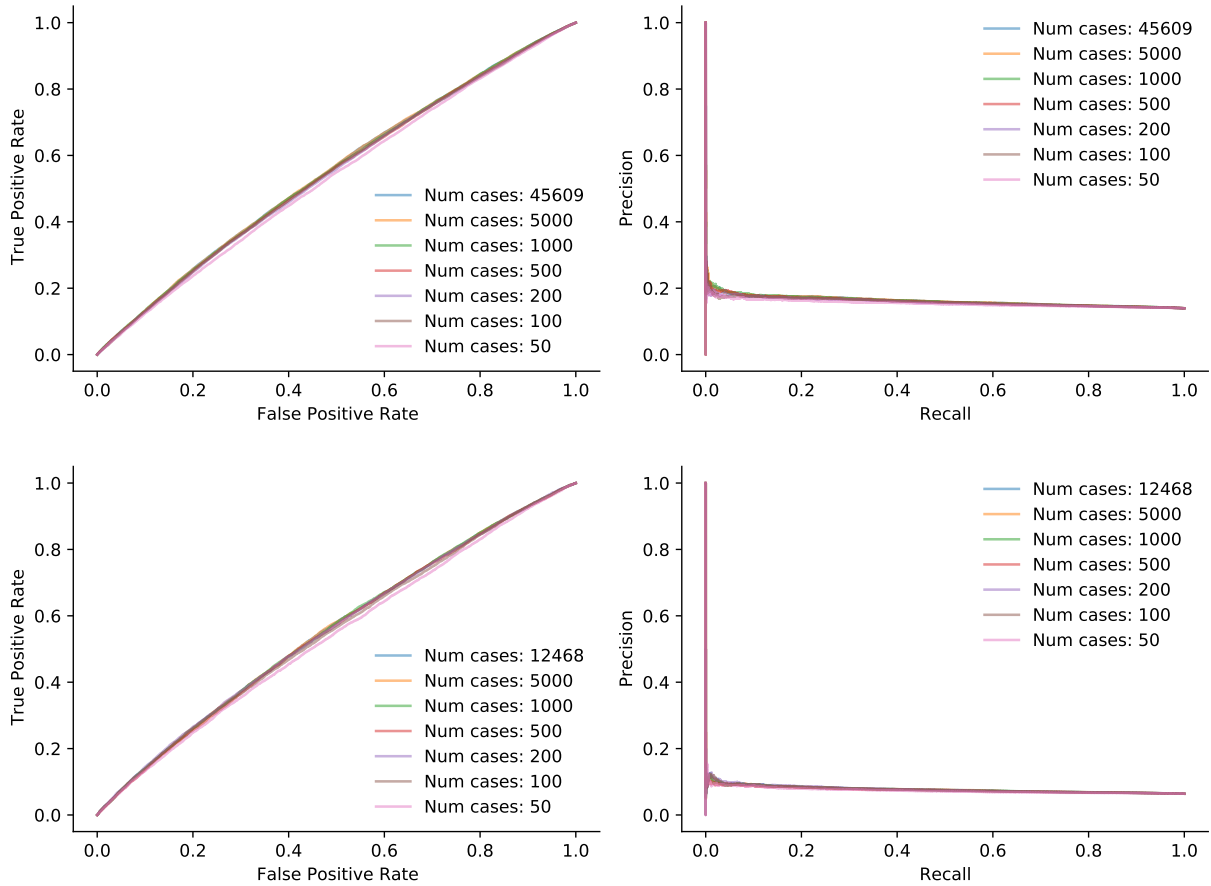 1.0
0.8
0.6
0.4
0.2
0.0
True Positive Rate
0.0 0.2 0.4 0.6 0.8 1.0
False Positive Rate
Num cases: 45609
Num cases: 5000
Num cases: 1000
Num cases: 500
Num cases: 200
Num cases: 100
Num cases: 50
1.0
0.8
0.6
0.4
0.2
0.0
Precision
0.0 0.2 0.4 0.6 0.8 1.0
Recall
Num cases: 45609
Num cases: 5000
Num cases: 1000
Num cases: 500
Num cases: 200
Num cases: 100
Num cases: 50
1.0
0.8
0.6
0.4
0.2
0.0
True Positive Rate
0.0 0.2 0.4 0.6 0.8 1.0
False Positive Rate
Num cases: 12468
Num cases: 5000
Num cases: 1000
Num cases: 500
Num cases: 200
Num cases: 100
Num cases: 50
1.0
0.8
0.6
0.4
0.2
0.0
Precision
0.0 0.2 0.4 0.6 0.8 1.0
Recall
Num cases: 12468
Num cases: 5000
Num cases: 1000
Num cases: 500
Num cases: 200
Num cases: 100
Num cases: 50